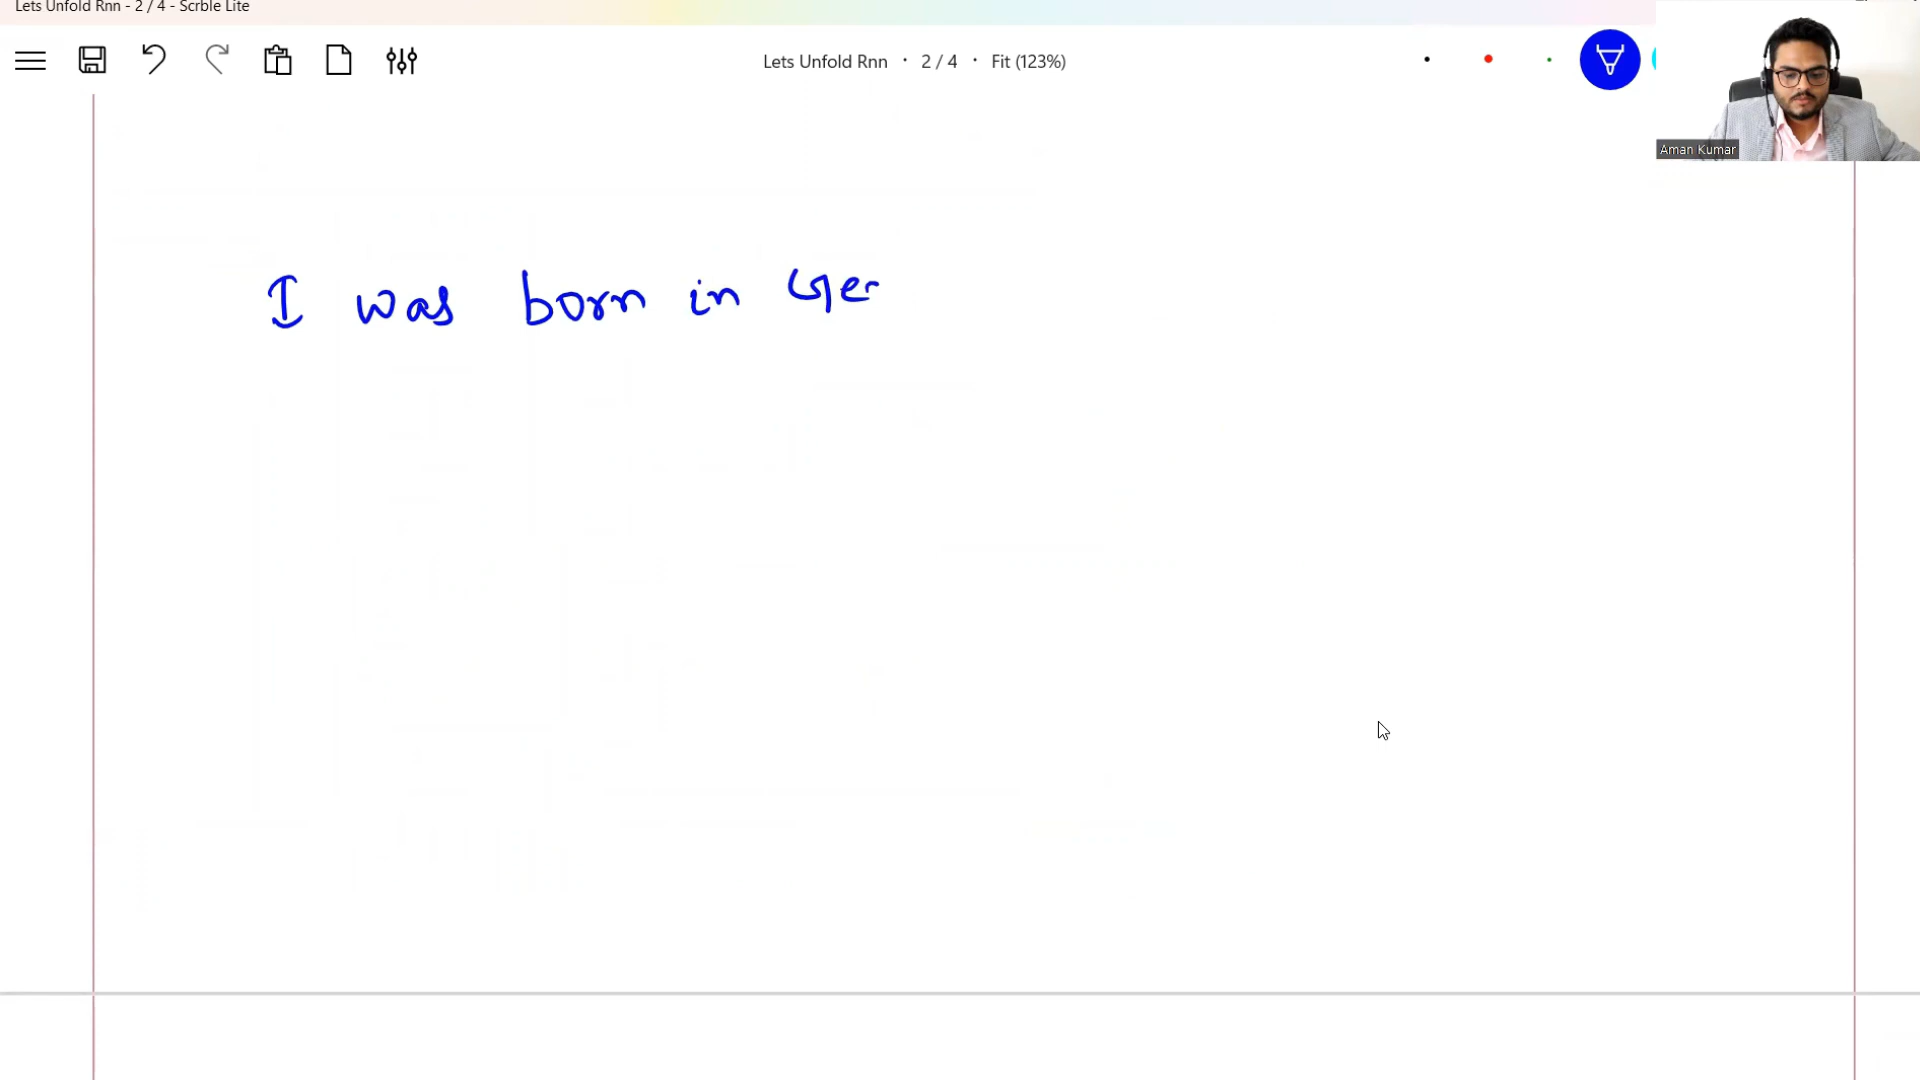 Lets Unfold Rnn - 2 / 4 - Scrble Lite
Lets Unfold Rnn • 2 / 4 • Fit (123%)
Aman Kumar
I was born in Ger